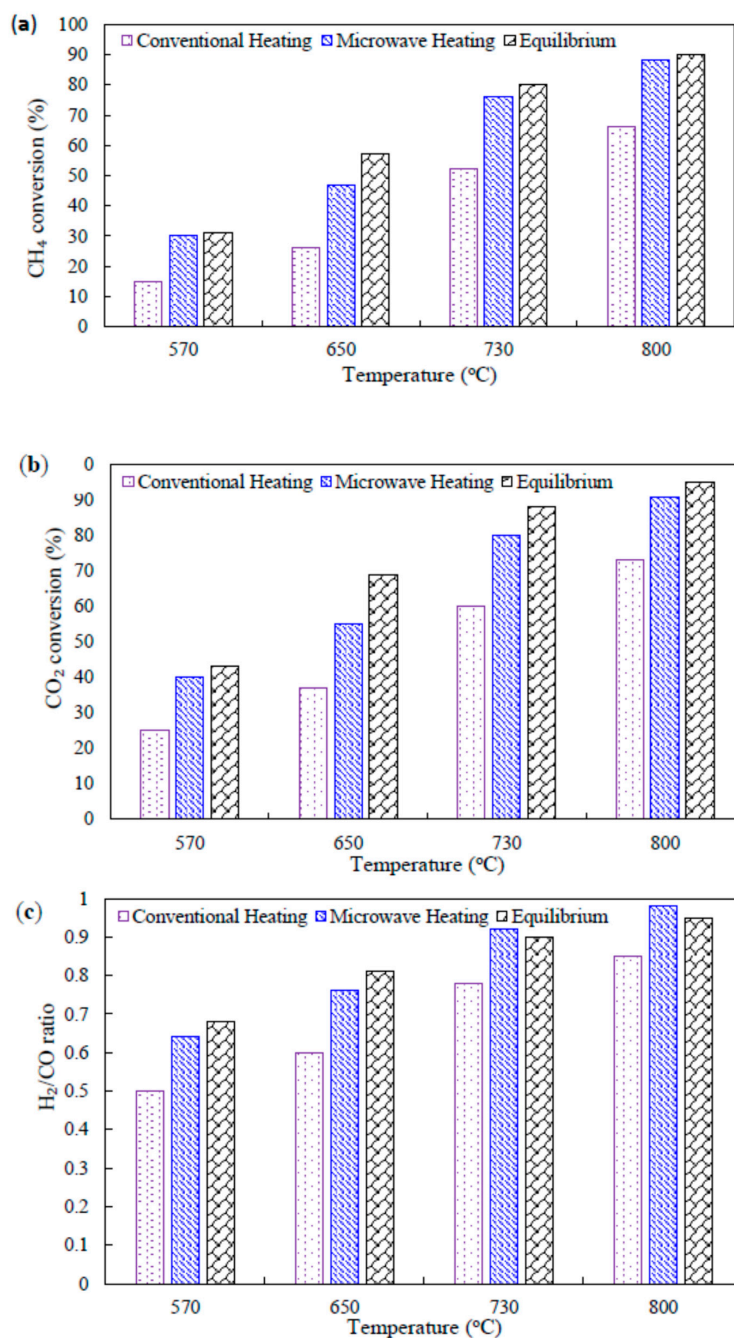 (a)
100
90
80
70
60
50
40
30
20
10
0
Conventional Heating Microwave Heating Equilibrium
CH₄ conversion (%)
570 650 730 800
Temperature (°C)
(b)
0
90
80
70
60
50
40
30
20
10
0
Conventional Heating Microwave Heating Equilibrium
CO₂ conversion (%)
570 650 730 800
Temperature (°C)
(c)
1
0.9
0.8
0.7
0.6
0.5
0.4
0.3
0.2
0.1
0
Conventional Heating Microwave Heating Equilibrium
H₂/CO ratio
570 650 730 800
Temperature (°C)